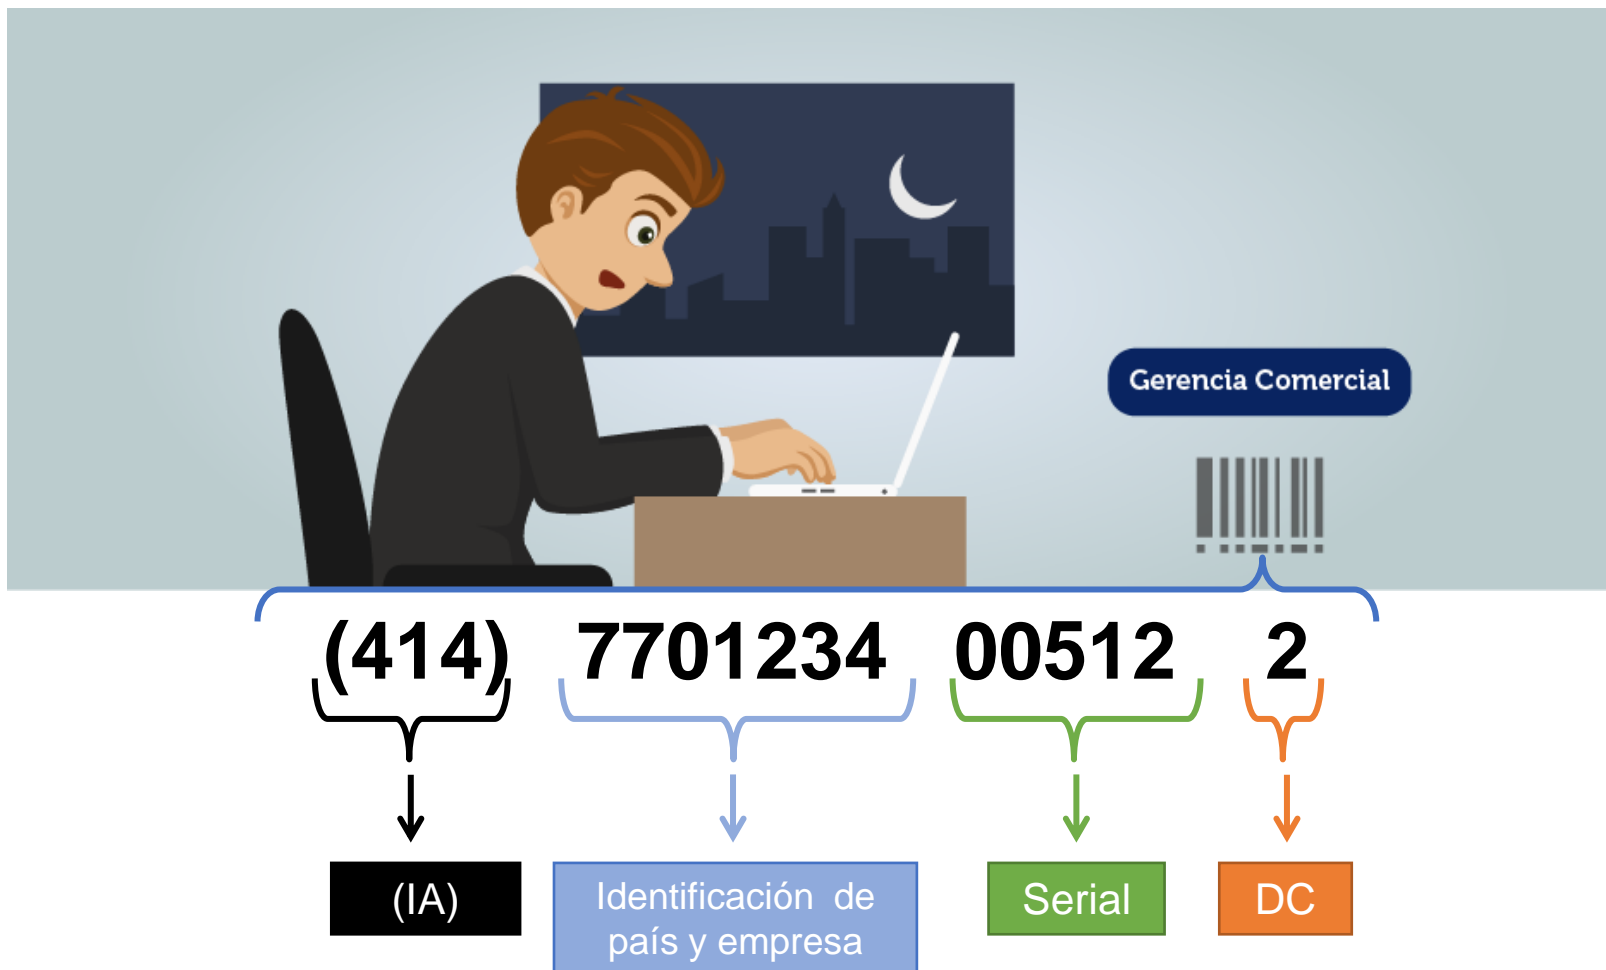 Gerencia Comercial
(414) 7701234 00512 2
(IA)
Identificación de
país y empresa
Serial
DC